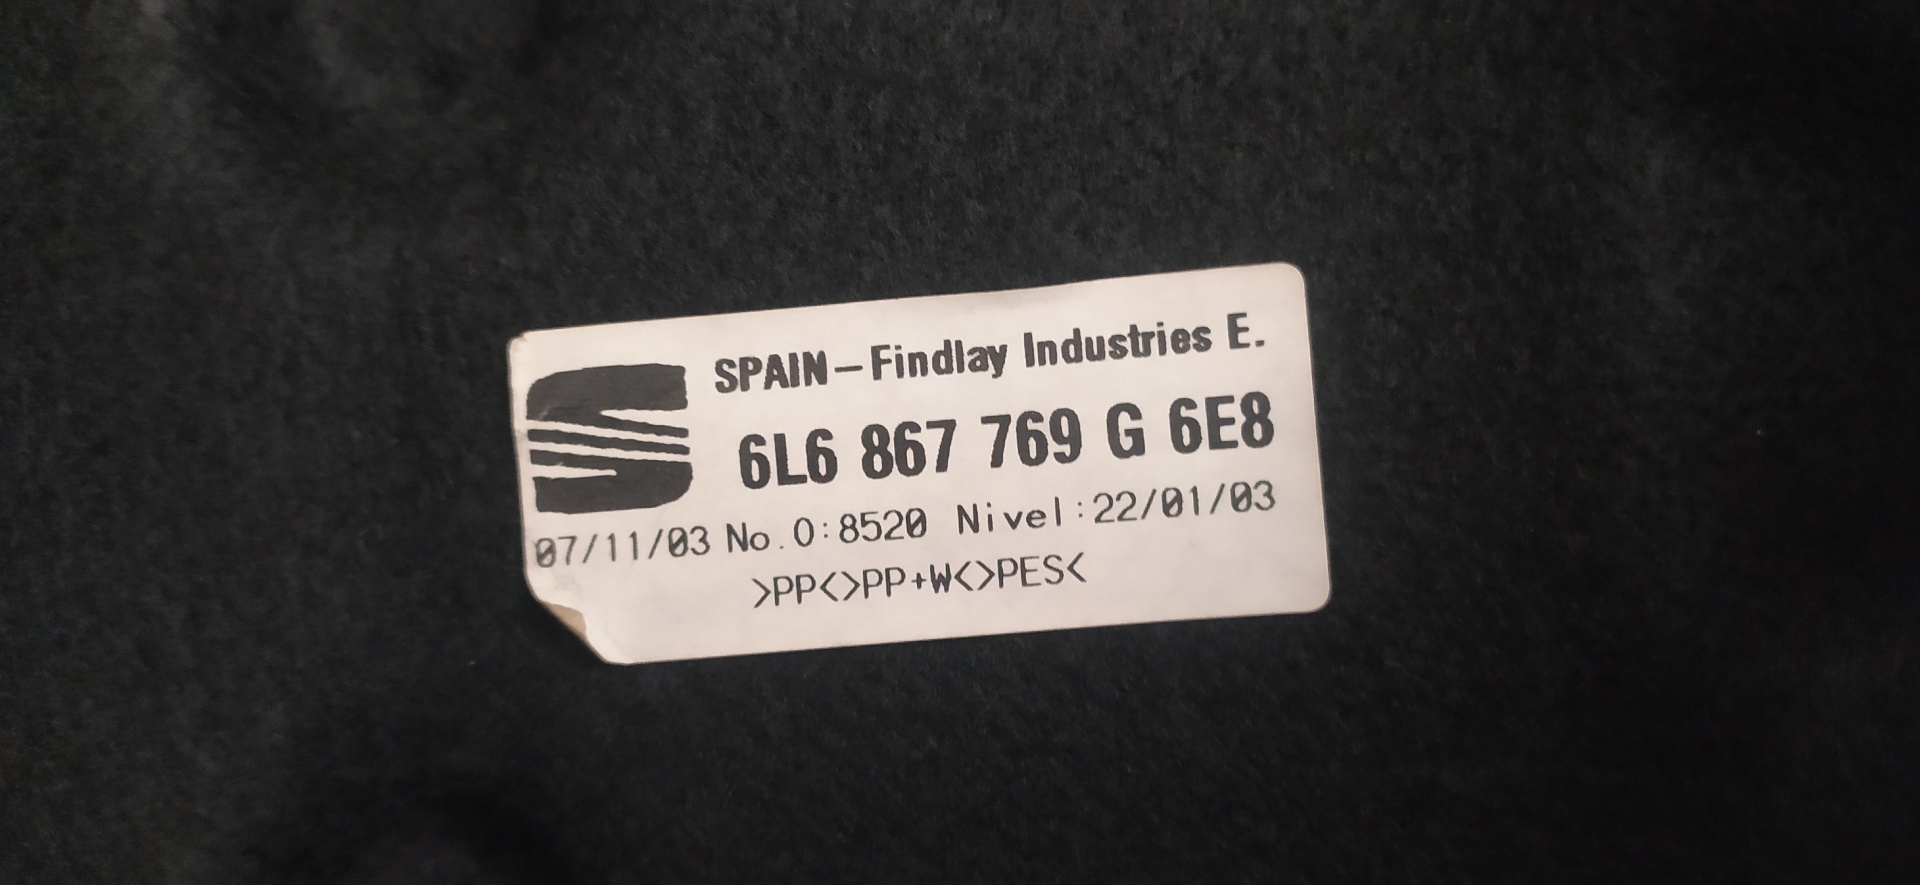 SPAIN-Findlay Industries E.
6L6 867 769 G 6E8
07/11/03 No.O:8520 Nivel:22/01/03
>PP<>PP+W<>PES<